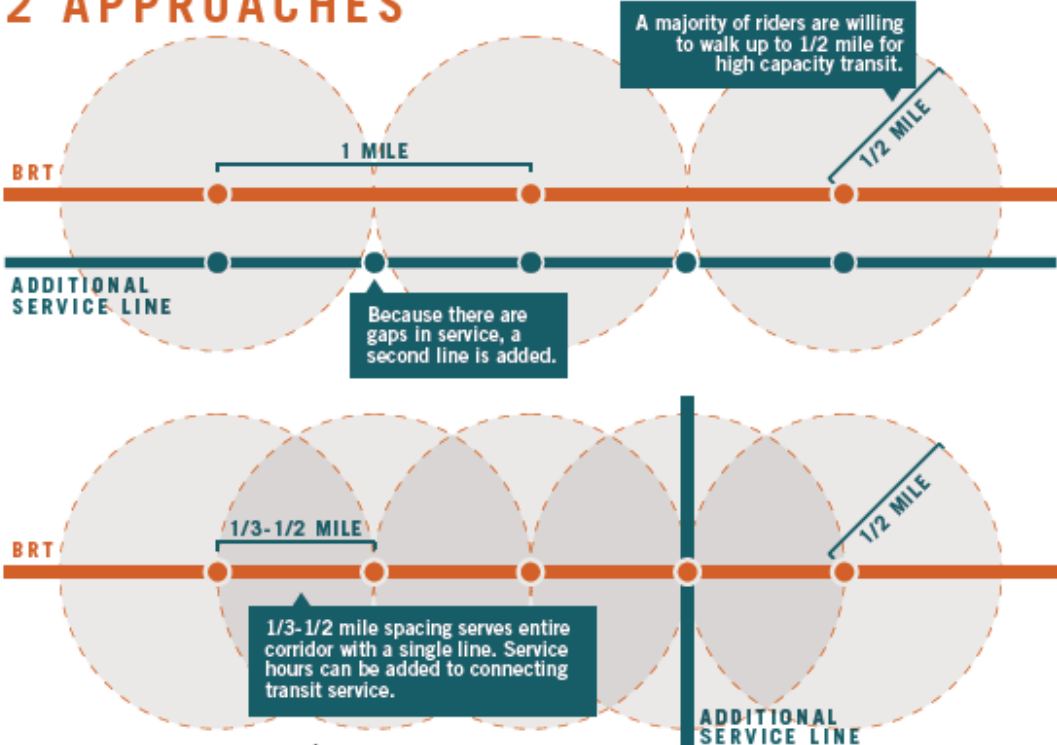 2 APPROACHES
A majority of riders are willing
to walk up to 1/2 mile for
high capacity transit.
1 MILE
1/2 MILE
BRT
ADDITIONAL
SERVICE LINE
Because there are
gaps in service, a
second line is added.
1/3-1/2 MILE
1/2 MILE
BRT
1/3-1/2 mile spacing serves entire
corridor with a single line. Service
hours can be added to connecting
transit service.
ADDITIONAL
SERVICE LINE